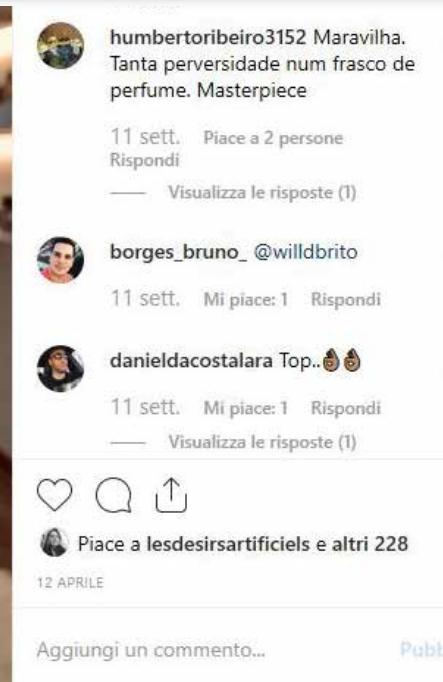 humbertoribeiro3152 Maravilha.
Tanta perversidade num frasco de
perfume. Masterpiece
11 sett. Piace a 2 persone
Rispondi
Visualizza le risposte (1)
borges_bruno_ @willdbrito
11 sett. Mi piace: 1 Rispondi
danieldacostalara Top..👌🏾👌🏾
11 sett. Mi piace: 1 Rispondi
Visualizza le risposte (1)
Piace a lesdesirsartificiels e altri 228
12 APRILE
Aggiungi un commento... Pubb